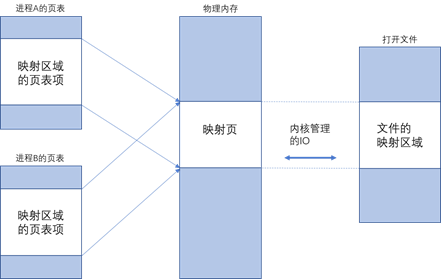 进程A的页表
映射区域
的页表项
进程B的页表
映射区域
的页表项
物理内存
映射页
内核管理
的IO
打开文件
文件的
映射区域